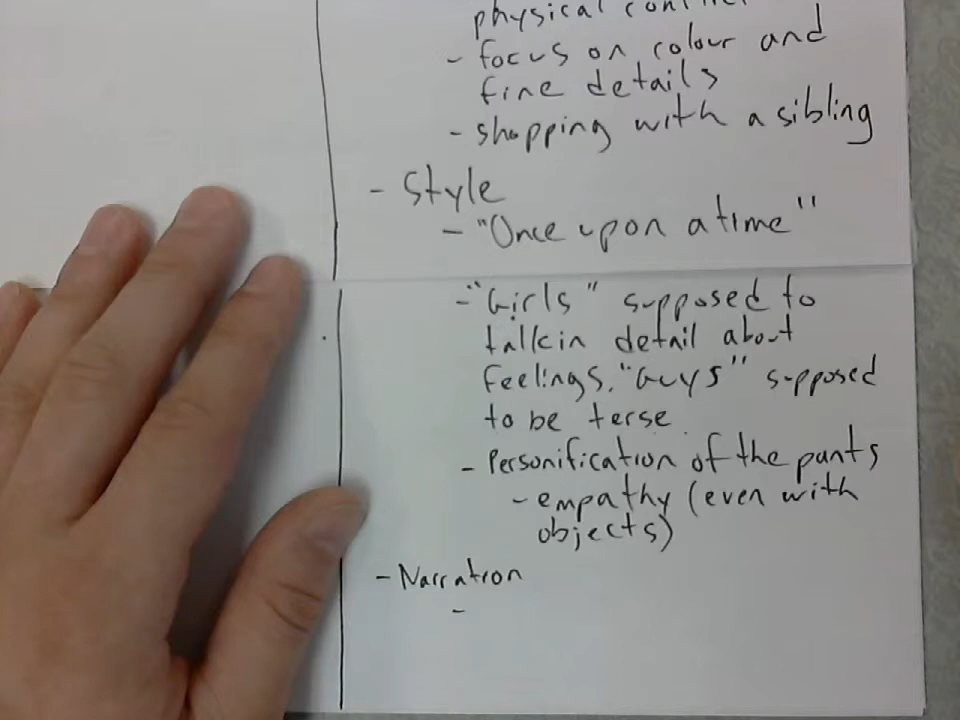 physical
- focus on colour and
fine details
- shopping with a sibling
- Style
- "Once upon a time"
- "Girls" supposed to
talk in detail about
feelings. "Guys" supposed
to be terse.
- Personification of the pants
- empathy (even with
objects)
- Narration
-